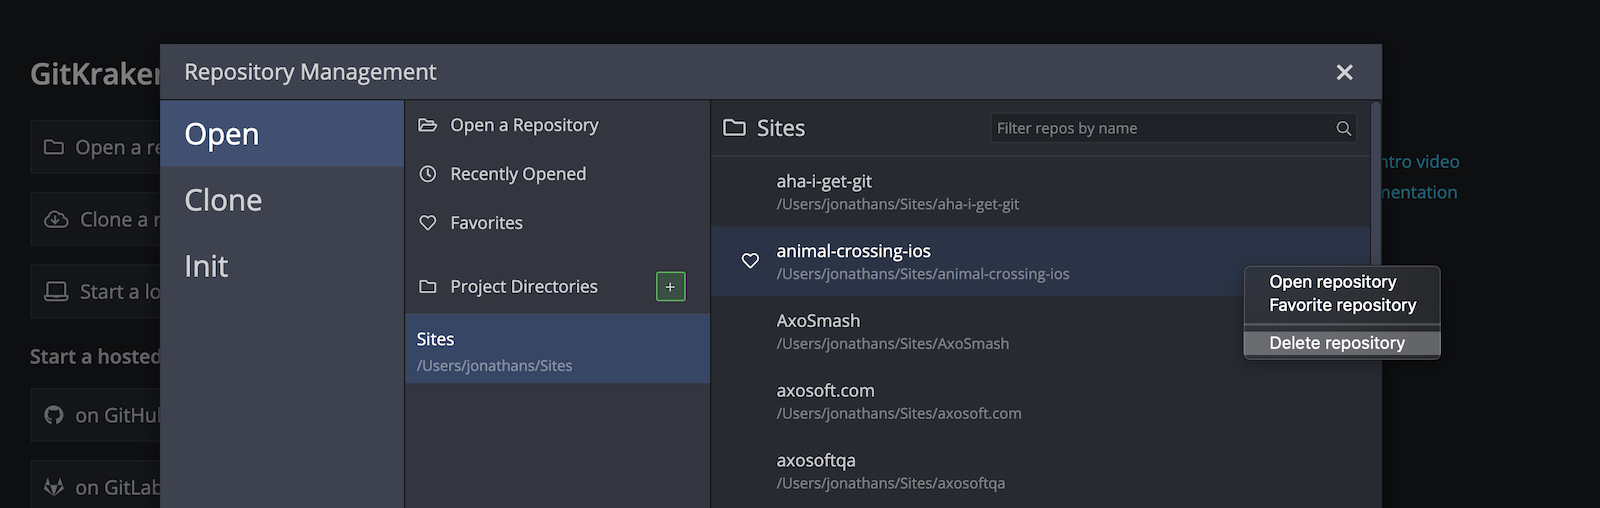 GitKraken
Open a re
Clone a r
Start a lo
Start a hosted
on GitHub
on GitLab
Repository Management
Open
Clone
Init
Open a Repository
Recently Opened
Favorites
Project Directories
+
Sites
/Users/jonathans/Sites
Sites
Filter repos by name
aha-i-get-git
/Users/jonathans/Sites/aha-i-get-git
animal-crossing-ios
/Users/jonathans/Sites/animal-crossing-ios
AxoSmash
/Users/jonathans/Sites/AxoSmash
axosoft.com
/Users/jonathans/Sites/axosoft.com
axosoftqa
/Users/jonathans/Sites/axosoftqa
Open repository
Favorite repository
Delete repository
ntro video
mentation